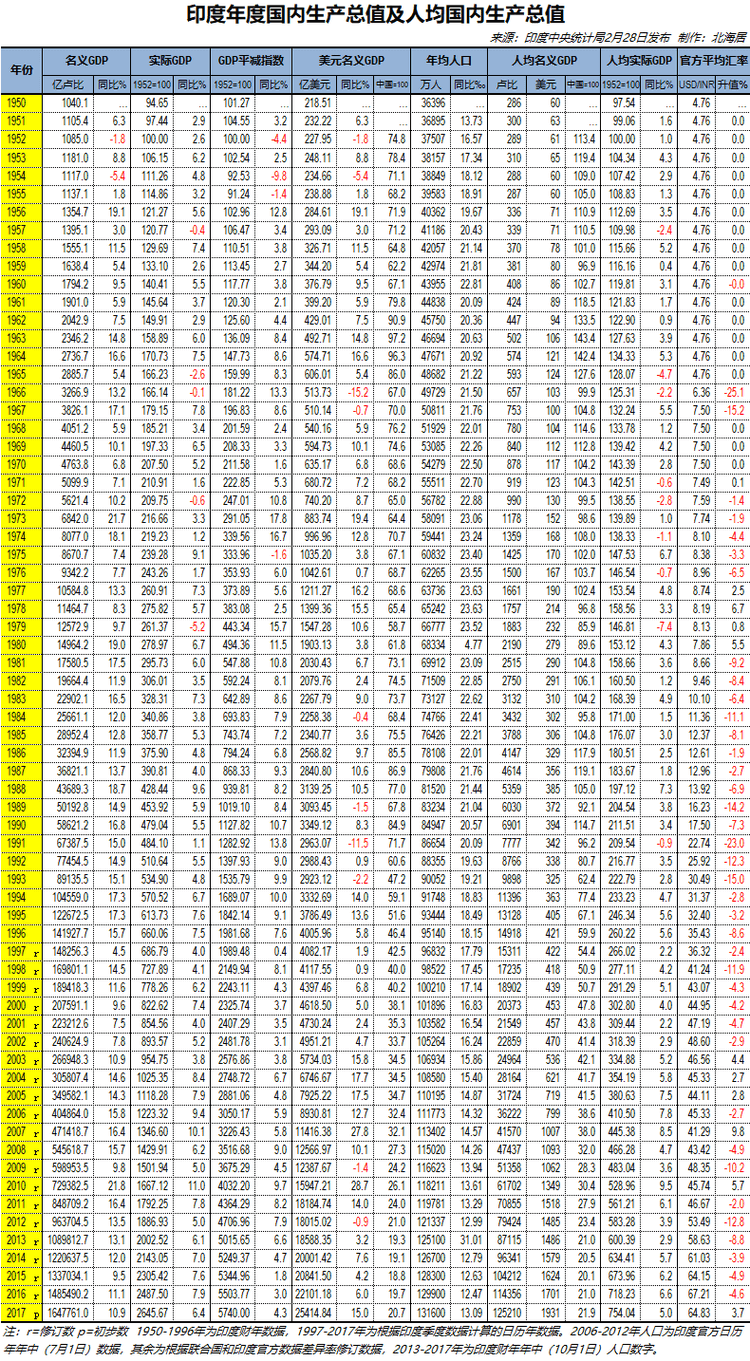 印度年度国内生产总值及人均国内生产总值
来源：印度中央统计局2月28日发布 制作：北海居
年份 名义GDP 实际GDP GDP平减指数 美元名义GDP 年均人口 人均名义GDP 人均实际GDP 官方平均汇率
亿卢比 同比% 1952=100 同比% 1952=100 同比% 亿美元 同比% 中国=100 万人 同比‰ 卢比 美元 中国=100 1952=100 同比% USD/INR 升值%
1950 1040.1 … 94.65 … 101.27 … 218.51 … 36396 … 286 60 97.54 … 4.76 …
1951 1105.4 6.3 97.44 2.9 104.55 3.2 232.22 6.3 36895 13.73 300 63 99.06 1.6 4.76 0.0
1952 1085.0 -1.8 100.00 2.6 100.00 -4.4 227.95 -1.8 74.8 37507 16.57 289 61 113.4 100.00 1.0 4.76 0.0
1953 1181.0 8.8 106.15 6.2 102.54 2.5 248.11 8.8 78.4 38157 17.34 310 65 119.4 104.34 4.3 4.76 0.0
1954 1117.0 -5.4 111.26 4.8 92.53 -9.8 234.66 -5.4 71.1 38849 18.12 288 60 109.0 107.42 2.9 4.76 0.0
1955 1137.1 1.8 114.86 3.2 91.24 -1.4 238.88 1.8 68.2 39583 18.91 287 60 105.0 108.83 1.3 4.76 0.0
1956 1354.7 19.1 121.27 5.6 102.96 12.8 284.61 19.1 71.9 40362 19.67 336 71 110.9 112.69 3.5 4.76 0.0
1957 1395.1 3.0 120.77 -0.4 106.47 3.4 293.09 3.0 71.2 41186 20.43 339 71 110.5 109.98 -2.4 4.76 0.0
1958 1555.1 11.5 129.69 7.4 110.51 3.8 326.71 11.5 64.8 42057 21.14 370 78 101.0 115.66 5.2 4.76 0.0
1959 1638.4 5.4 133.10 2.6 113.45 2.7 344.20 5.4 62.2 42974 21.81 381 80 96.9 116.16 0.4 4.76 0.0
1960 1794.2 9.5 140.41 5.5 117.77 3.8 376.79 9.5 67.1 43955 22.81 408 86 102.7 119.81 3.1 4.76 -0.0
1961 1901.0 5.9 145.64 3.7 120.30 2.1 399.20 5.9 79.8 44838 20.09 424 89 118.5 121.83 1.7 4.76 0.0
1962 2042.9 7.5 149.91 2.9 125.60 4.4 429.01 7.5 90.9 45750 20.36 447 94 133.5 122.90 0.9 4.76 0.0
1963 2346.2 14.8 158.89 6.0 136.09 8.4 492.71 14.8 97.2 46694 20.63 502 106 143.4 127.63 3.9 4.76 0.0
1964 2736.7 16.6 170.73 7.5 147.73 8.6 574.71 16.6 96.3 47671 20.92 574 121 142.4 134.33 5.3 4.76 0.0
1965 2885.7 5.4 166.23 -2.6 159.99 8.3 606.01 5.4 86.0 48682 21.22 593 124 127.6 128.07 -4.7 4.76 0.0
1966 3266.9 13.2 166.14 -0.1 181.22 13.3 513.73 -15.2 67.0 49729 21.50 657 103 99.9 125.31 -2.2 6.36 -25.1
1967 3826.1 17.1 179.15 7.8 196.83 8.6 510.14 -0.7 70.0 50811 21.76 753 100 104.8 132.24 5.5 7.50 -15.2
1968 4051.2 5.9 185.21 3.4 201.59 2.4 540.16 5.9 76.2 51929 22.01 780 104 114.6 133.78 1.2 7.50 0.0
1969 4460.5 10.1 197.33 6.5 208.33 3.3 594.73 10.1 74.6 53085 22.26 840 112 112.8 139.42 4.2 7.50 0.0
1970 4763.8 6.8 207.50 5.2 211.58 1.6 635.17 6.8 68.6 54279 22.50 878 117 104.2 143.39 2.8 7.50 0.0
1971 5099.9 7.1 210.91 1.6 222.85 5.3 680.72 7.2 68.2 55511 22.70 919 123 104.3 142.51 -0.6 7.49 0.1
1972 5621.4 10.2 209.75 -0.6 247.01 10.8 740.20 8.7 65.0 56782 22.88 990 130 99.5 138.55 -2.8 7.59 -1.4
1973 6842.0 21.7 216.66 3.3 291.05 17.8 883.74 19.4 64.4 58091 23.06 1178 152 98.6 139.89 1.0 7.74 -1.9
1974 8077.0 18.1 219.23 1.2 339.56 16.7 996.96 12.8 70.7 59441 23.24 1359 168 108.0 138.33 -1.1 8.10 -4.4
1975 8670.7 7.4 239.28 9.1 333.96 -1.6 1035.20 3.8 67.1 60832 23.40 1425 170 102.0 147.53 6.7 8.38 -3.3
1976 9342.2 7.7 243.26 1.7 353.93 6.0 1042.61 0.7 68.7 62265 23.55 1500 167 103.7 146.54 -0.7 8.96 -6.5
1977 10584.8 13.3 260.91 7.3 373.89 5.6 1211.27 16.2 68.6 63736 23.63 1661 190 102.4 153.54 4.8 8.74 2.5
1978 11464.7 8.3 275.82 5.7 383.08 2.5 1399.36 15.5 65.4 65242 23.63 1757 214 96.8 158.56 3.3 8.19 6.7
1979 12572.9 9.7 261.37 -5.2 443.34 15.7 1547.28 10.6 58.7 66777 23.52 1883 232 85.9 146.81 -7.4 8.13 0.8
1980 14964.2 19.0 278.97 6.7 494.36 11.5 1903.13 3.8 61.8 68334 4.77 2190 279 89.6 153.12 4.3 7.86 5.5
1981 17580.5 17.5 295.73 6.0 547.88 10.8 2030.43 6.7 73.1 69912 23.09 2515 290 104.8 158.66 3.6 8.66 -9.2
1982 19664.4 11.9 306.01 3.5 592.24 8.1 2079.76 2.4 74.5 71509 22.85 2750 291 106.1 160.50 1.2 9.46 -8.4
1983 22902.1 16.5 328.31 7.3 642.89 8.6 2267.79 9.0 73.7 73127 22.62 3132 310 104.2 168.39 4.9 10.10 -6.4
1984 25661.1 12.0 340.86 3.8 693.83 7.9 2258.38 -0.4 68.4 74766 22.41 3432 302 95.8 171.00 1.5 11.36 -11.1
1985 28952.4 12.8 358.77 5.3 743.74 7.2 2340.77 3.6 75.5 76426 22.21 3788 306 104.8 176.07 3.0 12.37 -8.1
1986 32394.9 11.9 375.90 4.8 794.24 6.8 2568.82 9.7 85.5 78108 22.01 4147 329 117.9 180.51 2.5 12.61 -1.9
1987 36821.1 13.7 390.81 4.0 868.33 9.3 2840.80 10.6 86.9 79808 21.76 4614 356 119.1 183.67 1.8 12.96 -2.7
1988 43689.3 18.7 428.44 9.6 939.81 8.2 3139.25 10.5 77.0 81520 21.44 5359 385 105.0 197.12 7.3 13.92 -6.9
1989 50192.8 14.9 453.92 5.9 1019.10 8.4 3093.45 -1.5 67.8 83234 21.04 6030 372 92.1 204.54 3.8 16.23 -14.2
1990 58621.2 16.8 479.04 5.5 1127.82 10.7 3349.12 8.3 84.9 84947 20.57 6901 394 114.7 211.51 3.4 17.50 -7.3
1991 67387.5 15.0 484.10 1.1 1282.92 13.8 2963.07 -11.5 71.7 86654 20.09 7777 342 96.2 209.54 -0.9 22.74 -23.0
1992 77454.5 14.9 510.64 5.5 1397.93 9.0 2988.43 0.9 60.6 88355 19.63 8766 338 80.7 216.77 3.5 25.92 -12.3
1993 89135.5 15.1 534.90 4.8 1535.79 9.9 2923.12 -2.2 47.2 90052 19.21 9898 325 62.4 222.79 2.8 30.49 -15.0
1994 104559.0 17.3 570.52 6.7 1689.07 10.0 3332.69 14.0 59.1 91748 18.83 11396 363 77.4 233.23 4.7 31.37 -2.8
1995 122672.5 17.3 613.73 7.6 1842.14 9.1 3786.49 13.6 51.6 93444 18.49 13128 405 67.1 246.34 5.6 32.40 -3.2
1996 141927.7 15.7 660.06 7.5 1981.68 7.6 4005.96 5.8 46.4 95140 18.15 14918 421 59.9 260.22 5.6 35.43 -8.6
1997 r 148256.3 4.5 686.79 4.0 1989.48 0.4 4082.17 1.9 42.5 96832 17.79 15311 422 54.4 266.02 2.2 36.32 -2.4
1998 r 169801.1 14.5 727.89 4.1 2149.94 8.1 4117.55 0.9 40.0 98522 17.45 17235 418 50.9 277.11 4.2 41.24 -11.9
1999 r 189418.3 11.6 778.26 6.2 2243.11 4.3 4397.46 6.8 40.2 100210 17.14 18902 439 50.7 291.29 5.1 43.07 -4.3
2000 r 207591.1 9.6 822.62 7.4 2325.74 3.7 4618.50 5.0 38.1 101896 16.83 20373 453 47.8 302.80 4.0 44.95 -4.2
2001 r 223212.6 7.5 854.56 4.0 2407.29 3.5 4730.24 2.4 35.3 103582 16.54 21549 457 43.8 309.44 2.2 47.19 -4.7
2002 r 240624.9 7.8 893.57 5.2 2481.78 3.1 4951.21 4.7 33.7 105264 16.24 22859 470 41.4 318.39 2.9 48.60 -2.9
2003 r 266948.3 10.9 954.75 3.8 2576.86 3.8 5734.03 15.8 34.5 106934 15.86 24964 536 42.1 334.88 5.2 46.56 4.4
2004 r 305807.4 14.6 1025.35 8.4 2748.72 6.7 6746.67 17.7 34.5 108580 15.40 28164 621 41.7 354.19 5.8 45.33 2.7
2005 r 349582.1 14.3 1118.28 7.9 2881.06 4.8 7925.22 17.5 34.7 110195 14.87 31724 719 41.5 380.63 7.5 44.11 2.8
2006 r 404864.0 15.8 1223.32 9.4 3050.17 5.9 8930.81 12.7 32.4 111773 14.32 36222 799 38.6 410.50 7.8 45.33 -2.7
2007 r 471418.7 16.4 1346.60 10.1 3226.43 5.8 11416.38 27.8 32.1 113402 14.57 41570 1007 38.0 445.38 8.5 41.29 9.8
2008 r 545618.7 15.7 1429.91 6.2 3516.68 9.0 12566.97 10.1 27.3 115020 14.26 47437 1093 32.0 466.28 4.7 43.42 -4.9
2009 r 598953.5 9.8 1501.94 5.0 3675.29 4.5 12387.67 -1.4 24.2 116623 13.94 51358 1062 28.3 483.04 3.6 48.35 -10.2
2010 r 729382.5 21.8 1667.12 11.0 4032.20 9.7 15947.21 28.7 26.1 118211 13.61 61702 1349 30.4 528.96 9.5 45.74 5.7
2011 r 848709.2 16.4 1792.25 7.8 4364.29 8.2 18184.74 14.0 24.0 119781 13.29 70855 1518 27.9 561.21 6.1 46.67 -2.0
2012 r 963704.5 13.5 1886.93 5.0 4706.96 7.9 18015.02 -0.9 21.0 121337 12.99 79424 1485 23.4 583.28 3.9 53.49 -12.8
2013 r 1089812.7 13.1 2002.52 6.1 5015.65 6.6 18588.35 3.2 19.3 125100 31.01 87115 1486 21.0 600.39 2.9 58.63 -8.8
2014 r 1220637.5 12.0 2143.05 7.0 5249.37 4.7 20001.42 7.6 19.1 126700 12.79 96341 1579 20.5 634.41 5.7 61.03 -3.9
2015 r 1337034.1 9.5 2305.42 7.6 5344.96 1.8 20841.50 4.2 18.8 128300 12.63 104212 1624 20.1 673.96 6.2 64.15 -4.9
2016 r 1485490.2 11.1 2487.50 7.9 5503.77 3.0 22101.18 6.0 19.7 129900 12.47 114356 1701 21.0 718.23 6.6 67.21 -4.6
2017 p 1647761.0 10.9 2645.67 6.4 5740.00 4.3 25414.84 15.0 20.7 131600 13.09 125210 1931 21.9 754.04 5.0 64.83 3.7
注：r=修订数 p=初步数 1950-1996年为印度财年数据，1997-2017年为根据印度季度数据计算的日历年数据。2006-2012年人口为印度官方日历
年年中（7月1日）数据，其余为根据联合国和印度官方数据差异率修订数据，2013-2017年为印度财年年中（10月1日）人口数字。